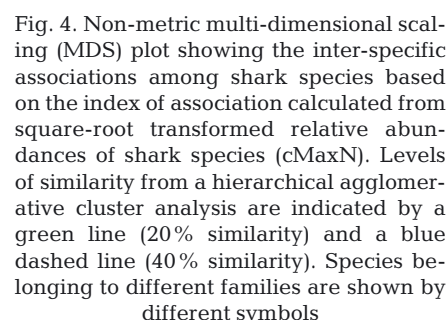 Fig. 4. Non-metric multi-dimensional scal-
ing (MDS) plot showing the inter-specific
associations among shark species based
on the index of association calculated from
square-root transformed relative abun-
dances of shark species (cMaxN). Levels
of similarity from a hierarchical agglomer-
ative cluster analysis are indicated by a
green line (20% similarity) and a blue
dashed line (40% similarity). Species be-
longing to different families are shown by
different symbols